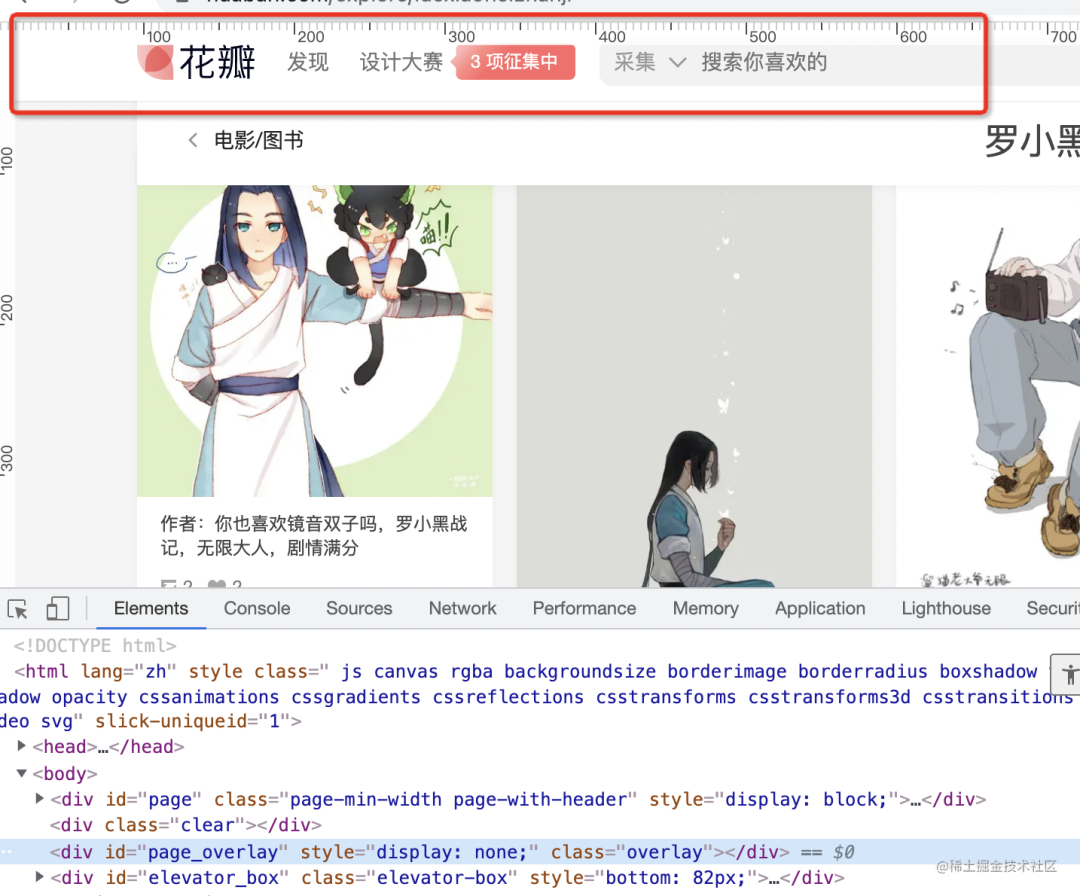 100 200 300 400 500 600 700
花瓣 发现 设计大赛 3 项征集中 采集 搜索你喜欢的
100
电影/图书 罗小黑
喵!!
200
300
作者：你也喜欢镜音双子吗，罗小黑战
记，无限大人，剧情满分
2 2
Elements Console Sources Network Performance Memory Application Lighthouse Securit
<!DOCTYPE html>
<html lang="zh" style class=" js canvas rgba backgroundsize borderimage borderradius boxshadow
adow opacity cssanimations cssgradients cssreflections csstransforms csstransforms3d csstransitions
deo svg" slick-uniqueid="1">
<head>…</head>
<body>
<div id="page" class="page-min-width page-with-header" style="display: block;">…</div>
<div class="clear"></div>
<div id="page_overlay" style="display: none;" class="overlay"></div> == $0
<div id="elevator_box" class="elevator-box" style="bottom: 82px;">…</div>
@稀土掘金技术社区